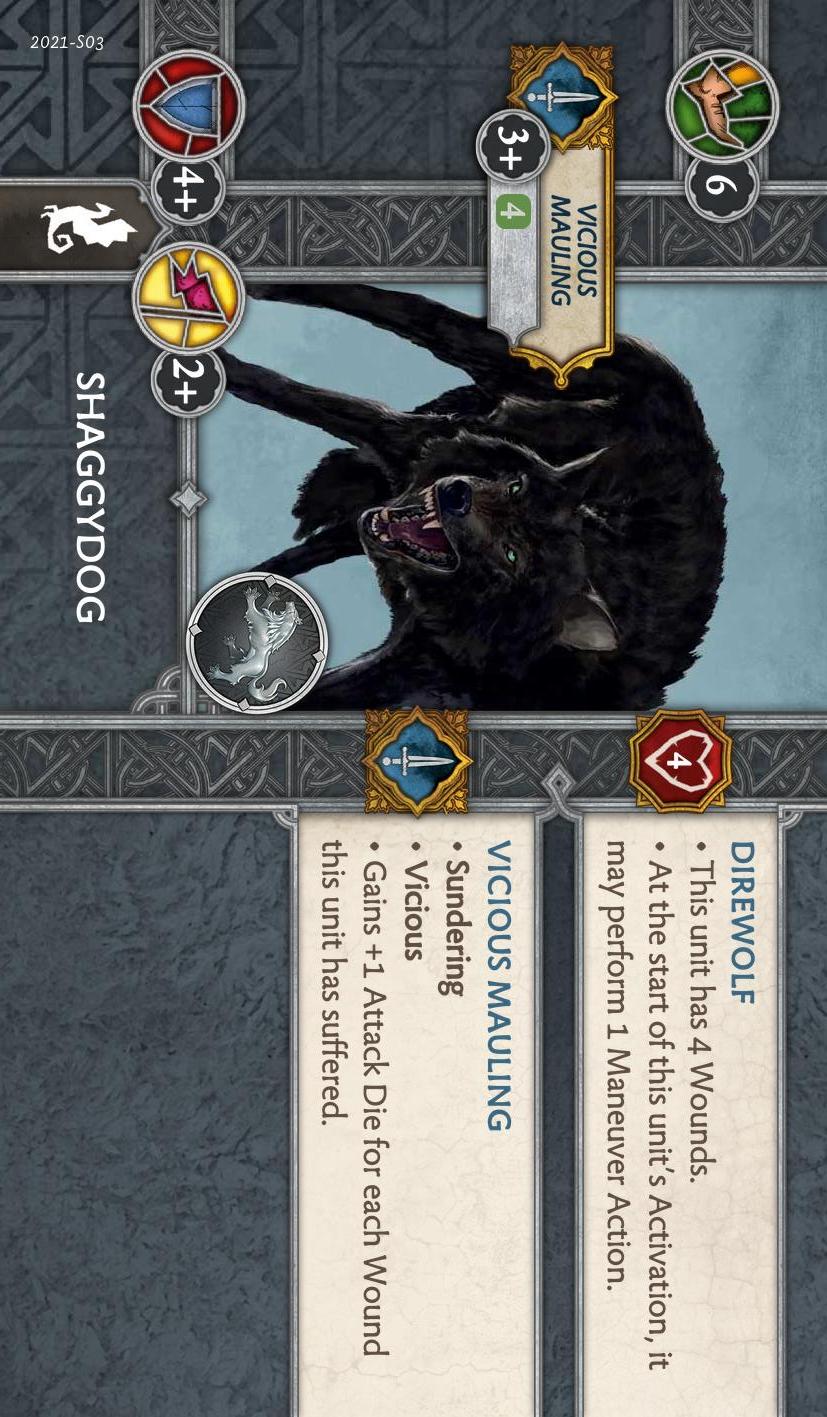 6
VICIOUS
MAULING
3+
4
4+
2+
SHAGGYDOG
2021-S03
4
DIREWOLF
• This unit has 4 Wounds.
• At the start of this unit's Activation, it
may perform 1 Maneuver Action.
VICIOUS MAULING
• Sundering
• Vicious
• Gains +1 Attack Die for each Wound
this unit has suffered.